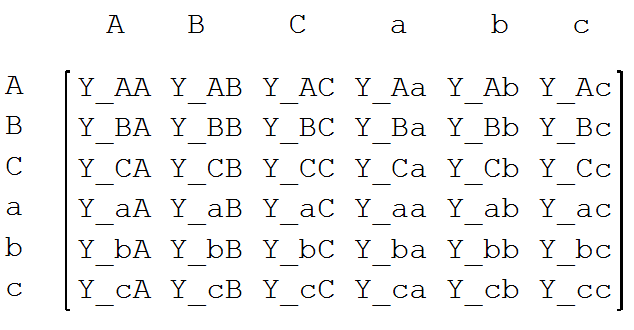 A B C a b c
A Y_AA Y_AB Y_AC Y_Aa Y_Ab Y_Ac
B Y_BA Y_BB Y_BC Y_Ba Y_Bb Y_Bc
C Y_CA Y_CB Y_CC Y_Ca Y_Cb Y_Cc
a Y_aA Y_aB Y_aC Y_aa Y_ab Y_ac
b Y_bA Y_bB Y_bC Y_ba Y_bb Y_bc
c Y_cA Y_cB Y_cC Y_ca Y_cb Y_cc